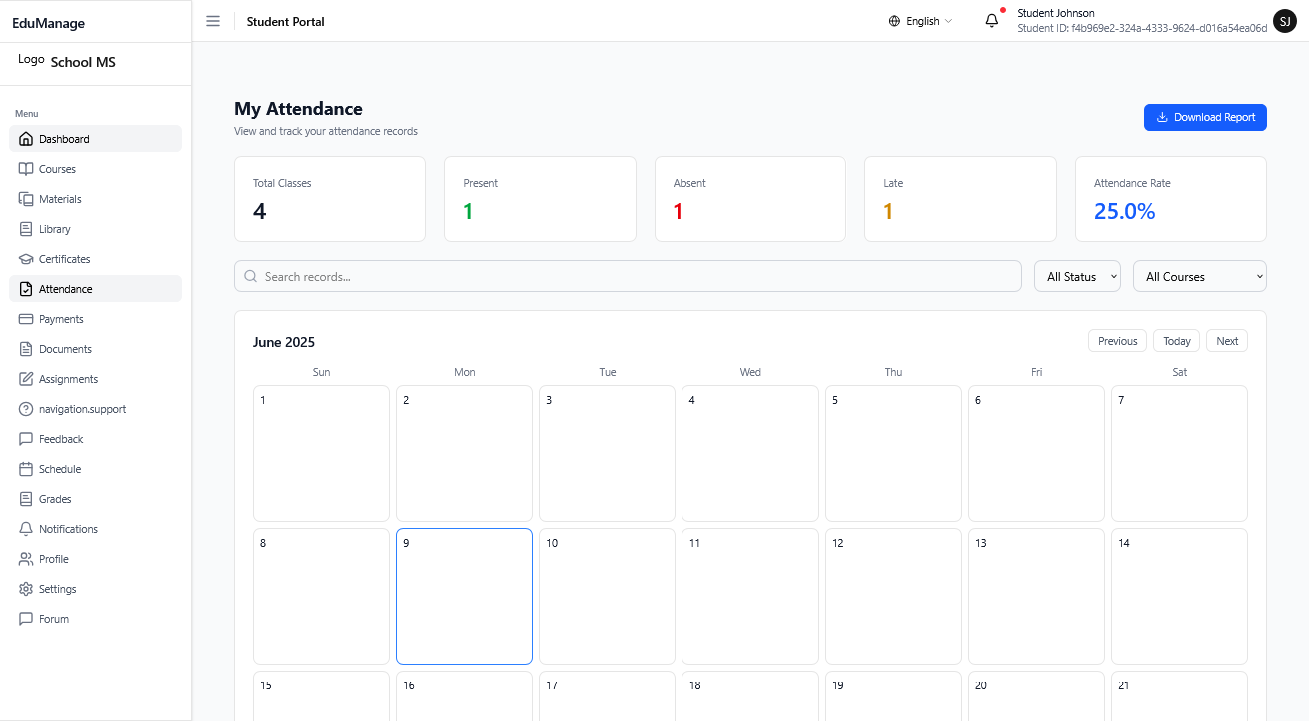 EduManage
Student Portal
English
Student Johnson
Student ID: f4b969e2-324a-4333-9624-d016a54ea06d
SJ
Logo School MS
Menu
Dashboard
Courses
Materials
Library
Certificates
Attendance
Payments
Documents
Assignments
navigation.support
Feedback
Schedule
Grades
Notifications
Profile
Settings
Forum
My Attendance
View and track your attendance records
Download Report
Total Classes
4
Present
1
Absent
1
Late
1
Attendance Rate
25.0%
Search records...
All Status
All Courses
June 2025
Previous Today Next
Sun Mon Tue Wed Thu Fri Sat
1 2 3 4 5 6 7
8 9 10 11 12 13 14
15 16 17 18 19 20 21